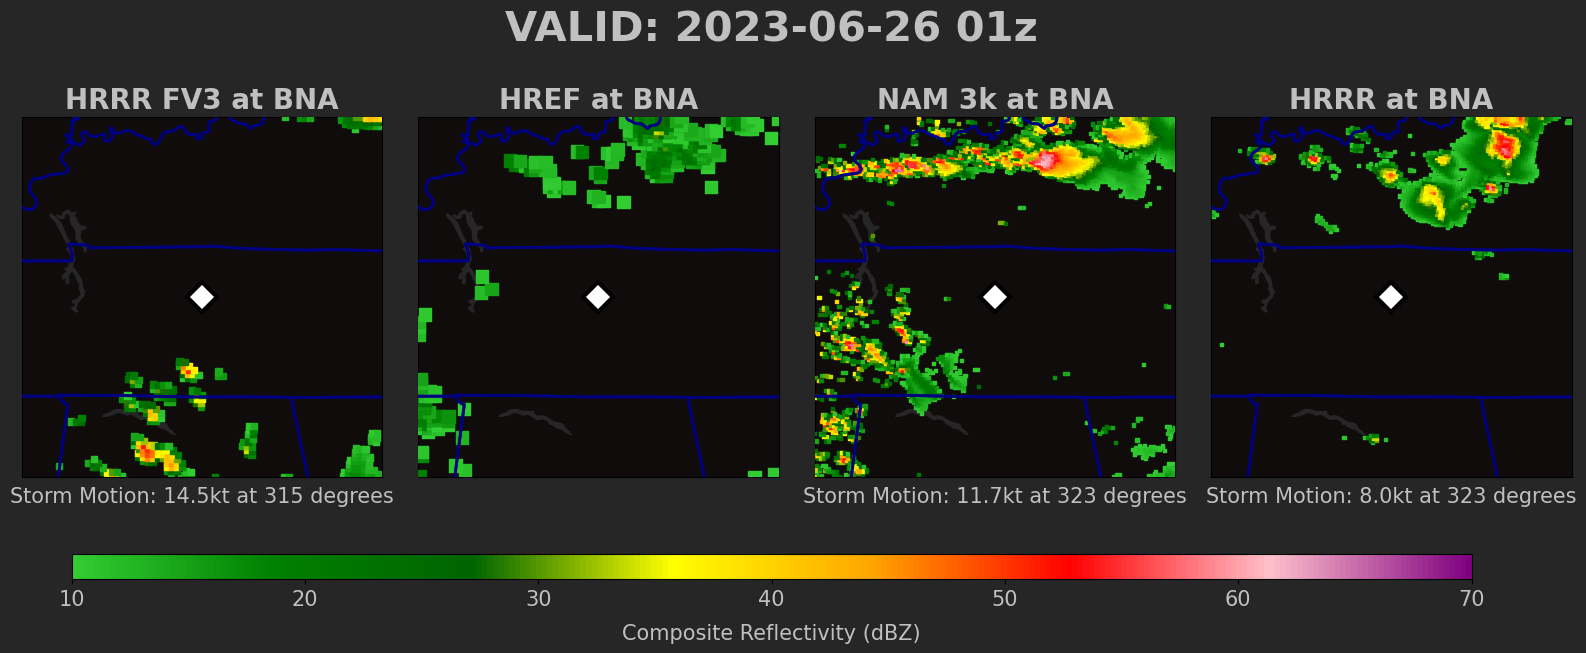 VALID: 2023-06-26 01z
HRRR FV3 at BNA
HREF at BNA
NAM 3k at BNA
HRRR at BNA
Storm Motion: 14.5kt at 315 degrees
Storm Motion: 11.7kt at 323 degrees
Storm Motion: 8.0kt at 323 degrees
10 20 30 40 50 60 70
Composite Reflectivity (dBZ)